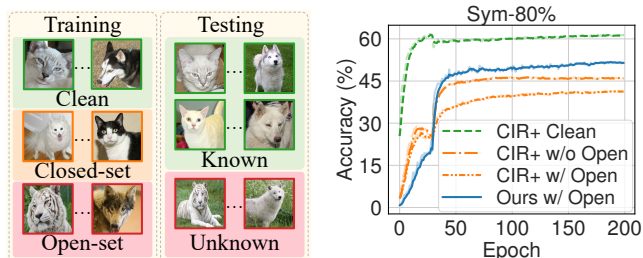 Training
Testing
...
...
Clean
...
...
Closed-set
Known
...
...
Open-set
Unknown
Sym-80%
Accuracy (%)
60
45
30
15
0
CIR+ Clean
CIR+ w/o Open
CIR+ w/ Open
Ours w/ Open
0
50
100
150
200
Epoch